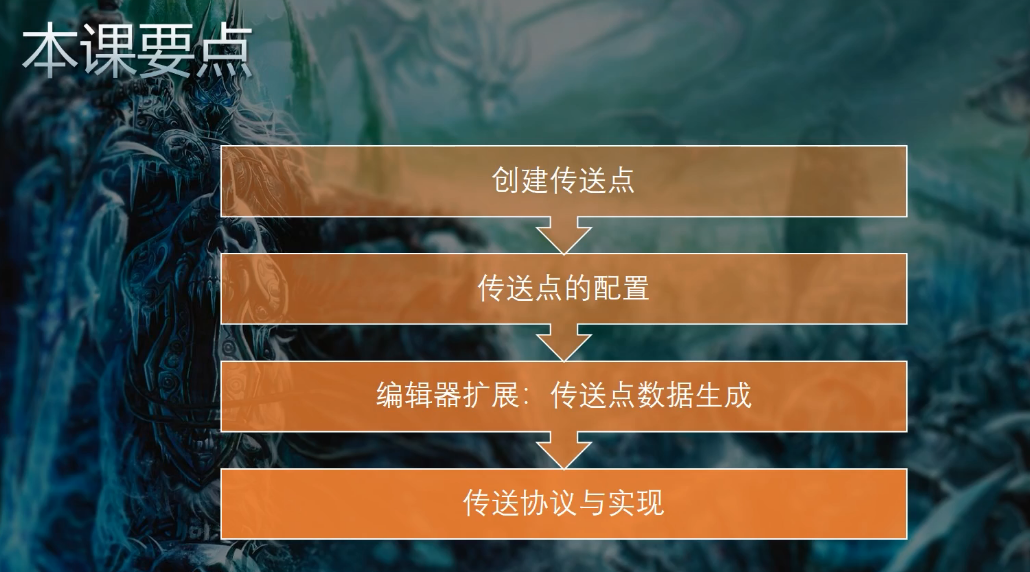 本课要点
创建传送点
传送点的配置
编辑器扩展：传送点数据生成
传送协议与实现